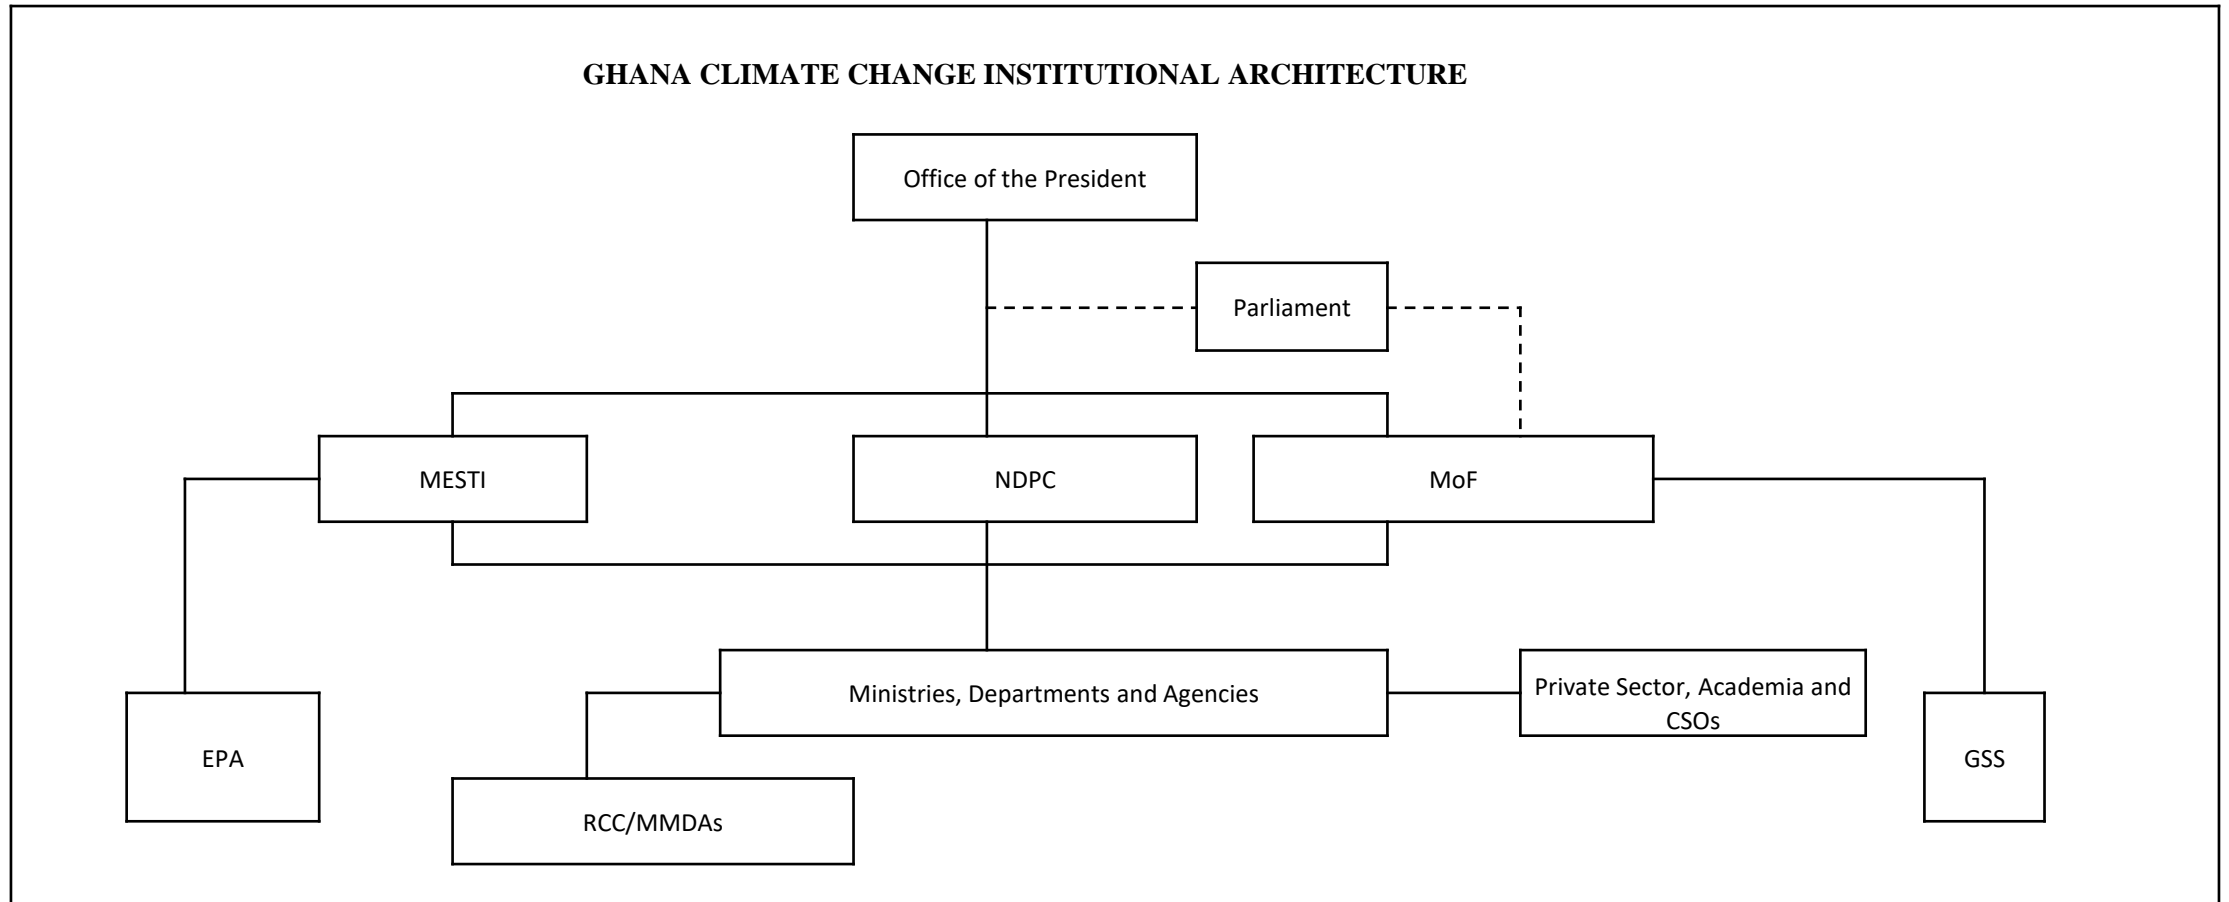 GHANA CLIMATE CHANGE INSTITUTIONAL ARCHITECTURE
Office of the President
Parliament
MESTI
NDPC
MoF
Ministries, Departments and Agencies
Private Sector, Academia and
CSOs
EPA
GSS
RCC/MMDAs